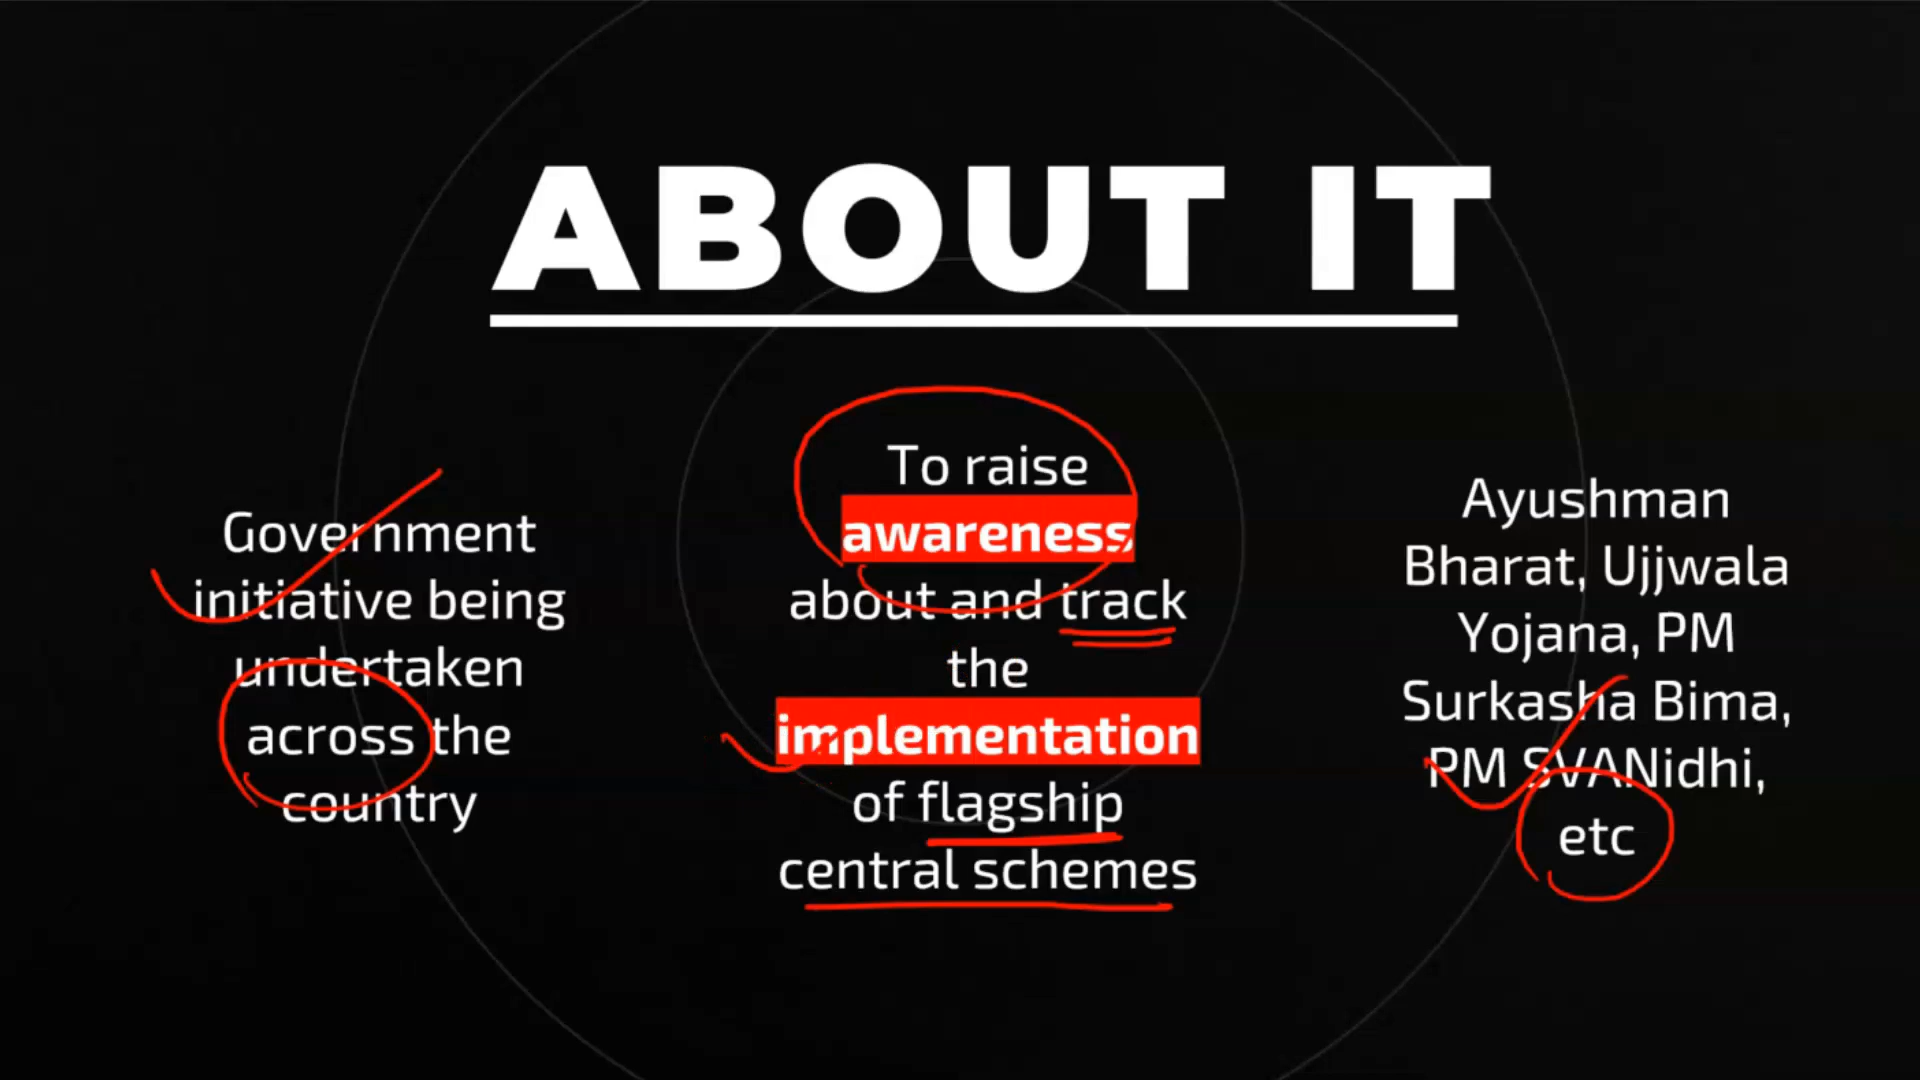 ABOUT IT
Government
initiative being
undertaken
across the
country
To raise
awareness
about and track
the
implementation
of flagship
central schemes
Ayushman
Bharat, Ujjwala
Yojana, PM
Surkasha Bima,
PM SVANidhi,
etc